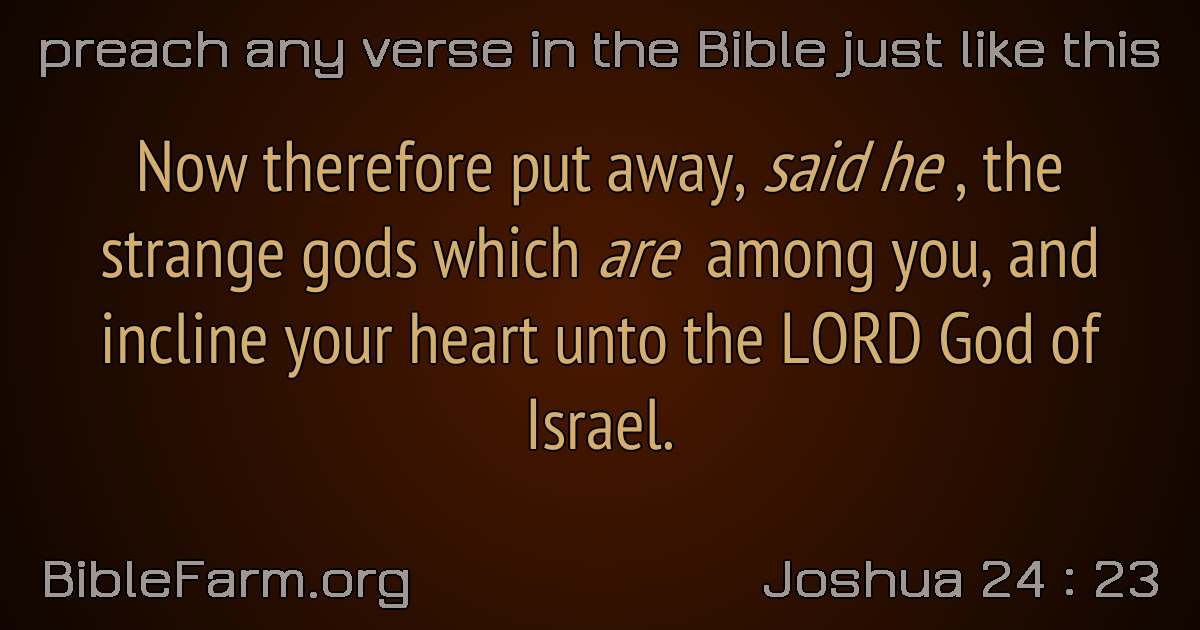 preach any verse in the Bible just like this
Now therefore put away, said he , the
strange gods which are among you, and
incline your heart unto the LORD God of
Israel.
BibleFarm.org
Joshua 24 : 23